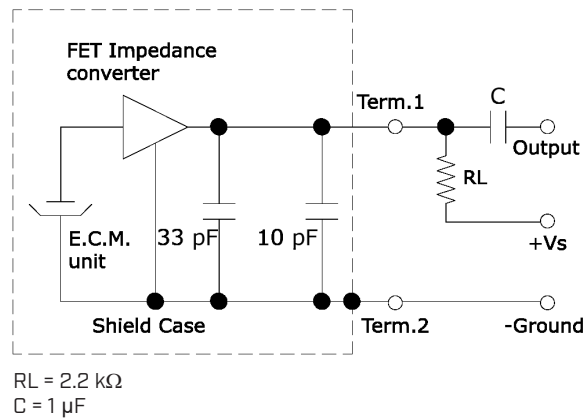 FET Impedance
converter
Term.1
C
Output
RL
+Vs
E.C.M.
unit
33 pF
10 pF
Shield Case
Term.2
-Ground
RL = 2.2 kΩ
C = 1 µF